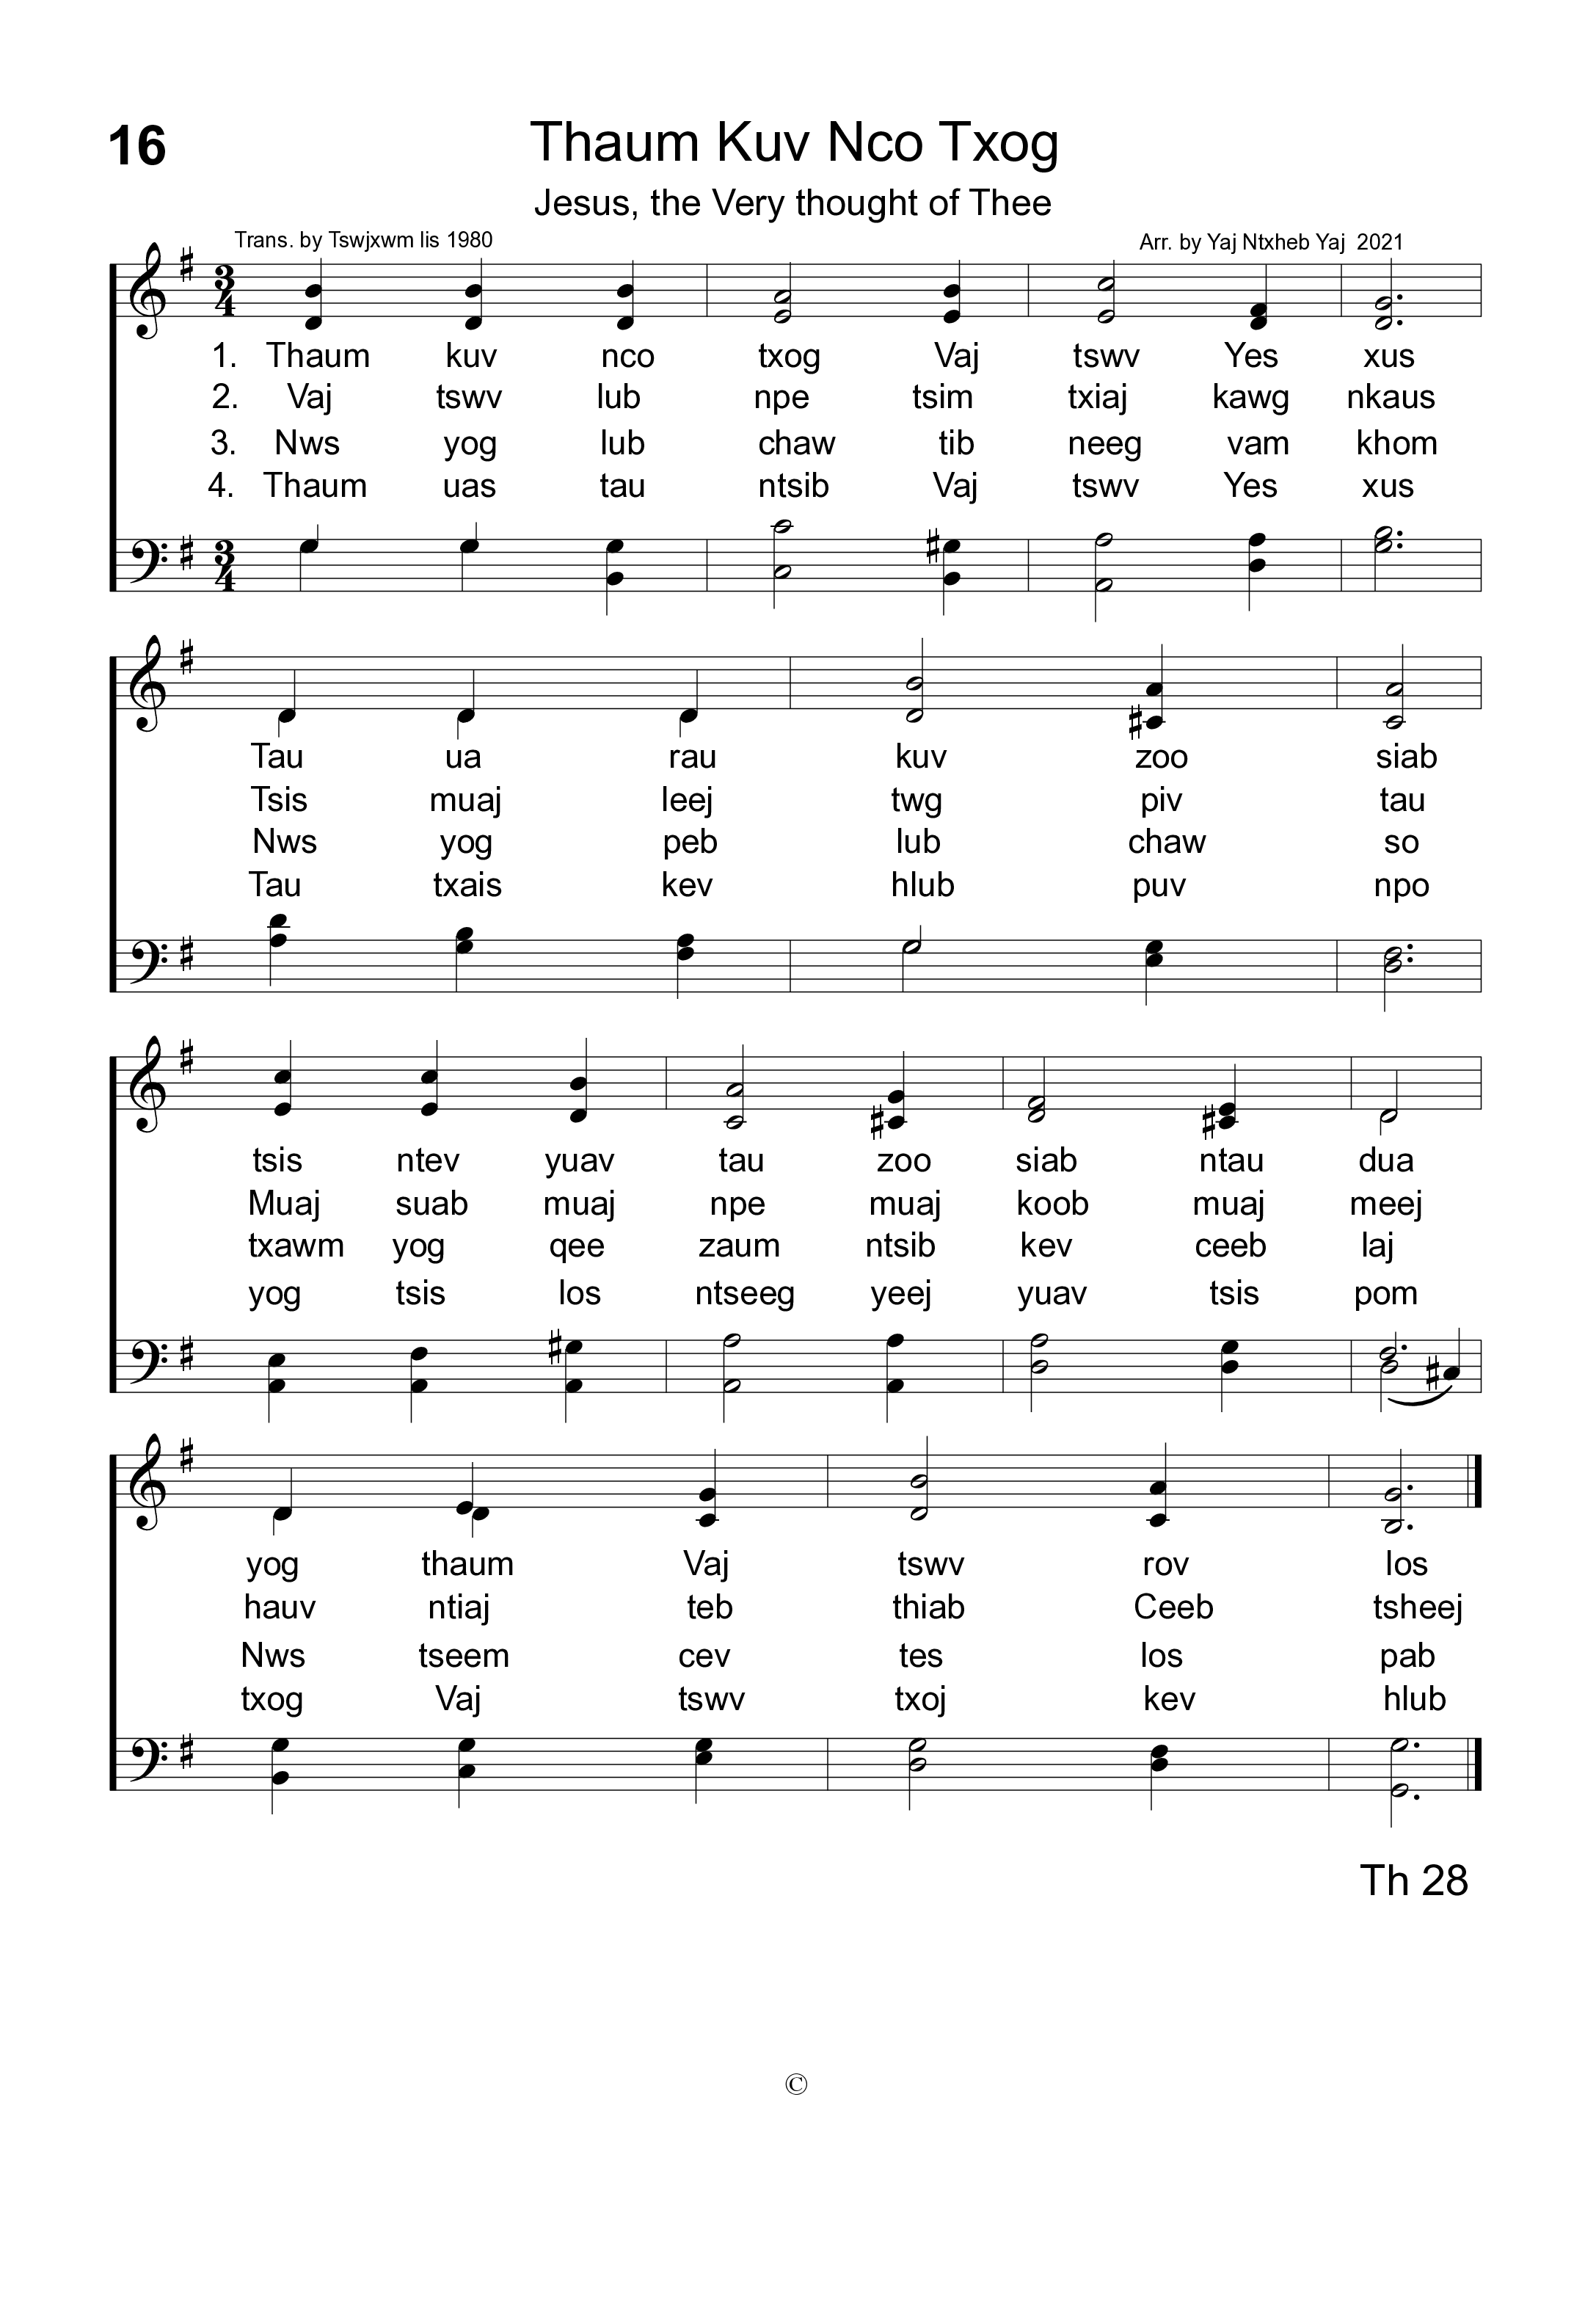 16
Thaum Kuv Nco Txog
Jesus, the Very thought of Thee
Trans. by Tswjxwm lis 1980
Arr. by Yaj Ntxheb Yaj 2021
1. Thaum kuv nco txog Vaj tswv Yes xus
2. Vaj tswv lub npe tsim txiaj kawg nkaus
3. Nws yog lub chaw tib neeg vam khom
4. Thaum uas tau ntsib Vaj tswv Yes xus
Tau ua rau kuv zoo siab
Tsis muaj leej twg piv tau
Nws yog peb lub chaw so
Tau txais kev hlub puv npo
tsis ntev yuav tau zoo siab ntau dua
Muaj suab muaj npe muaj koob muaj meej
txawm yog qee zaum ntsib kev ceeb laj
yog tsis los ntseeg yeej yuav tsis pom
yog thaum Vaj tswv rov los
hauv ntiaj teb thiab Ceeb tsheej
Nws tseem cev tes los pab
txog Vaj tswv txoj kev hlub
Th 28
©